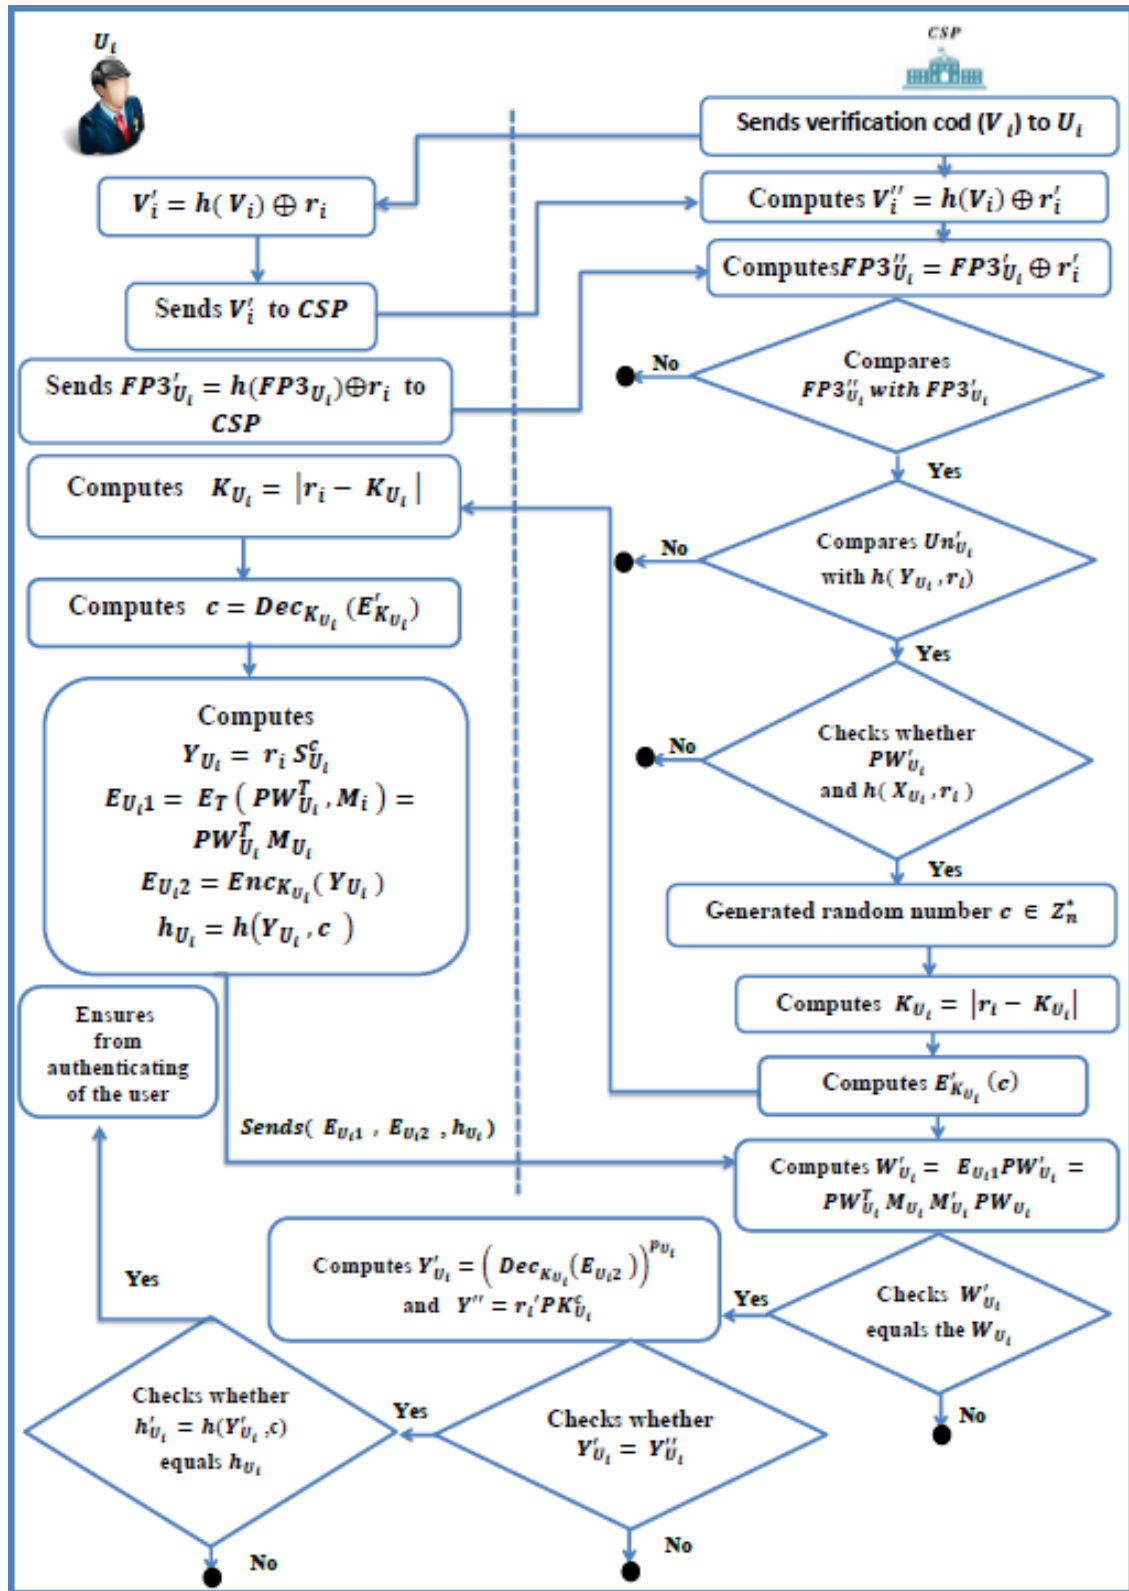 U_i
CSP
Sends verification cod (V_i) to U_i
V'_i = h( V_i) ⊕ r_i
Computes V''_i = h(V_i) ⊕ r'_i
ComputesFP3''_{U_i} = FP3'_{U_i} ⊕ r'_i
Sends V'_i to CSP
Compares
FP3''_{U_i} with FP3'_{U_i}
No
Yes
Sends FP3'_{U_i} = h(FP3_{U_i})⊕r_i to
CSP
Computes K_{U_i} = |r_i − K_{U_i}|
Compares Un'_{U_i}
with h( Y_{U_i}, r_i)
No
Yes
Computes c = Dec_{K_{U_i}} (E'_{K_{U_i}})
Checks whether
PW'_{U_i}
and h( X_{U_i}, r_i)
No
Yes
Computes
Y_{U_i} = r_i S^c_{U_i}
E_{U_i1} = E_T ( PW^T_{U_i}, M_i) =
PW^T_{U_i} M_{U_i}
E_{U_i2} = Enc_{K_{U_i}}( Y_{U_i})
h_{U_i} = h(Y_{U_i}, c )
Generated random number c ∈ Z^*_n
Computes K_{U_i} = |r_i − K_{U_i}|
Computes E'_{K_{U_i}} (c)
Ensures
from
authenticating
of the user
Sends( E_{U_i1} , E_{U_i2} , h_{U_i})
Computes W'_{U_i} = E_{U_i1}PW'_{U_i} =
PW^T_{U_i} M_{U_i} M'_{U_i} PW_{U_i}
Computes Y'_{U_i} = ( Dec_{K_{U_i}}(E_{U_i2}))^{p_{U_i}}
and Y'' = r_i'PK^c_{U_i}
Yes
Checks W'_{U_i}
equals the W_{U_i}
Yes
No
Checks whether
Y'_{U_i} = Y''_{U_i}
Yes
No
Checks whether
h'_{U_i} = h(Y'_{U_i},c)
equals h_{U_i}
No